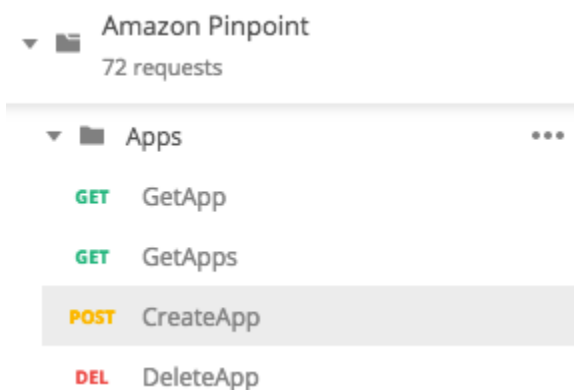 Amazon Pinpoint
72 requests
Apps
GET GetApp
GET GetApps
POST CreateApp
DEL DeleteApp